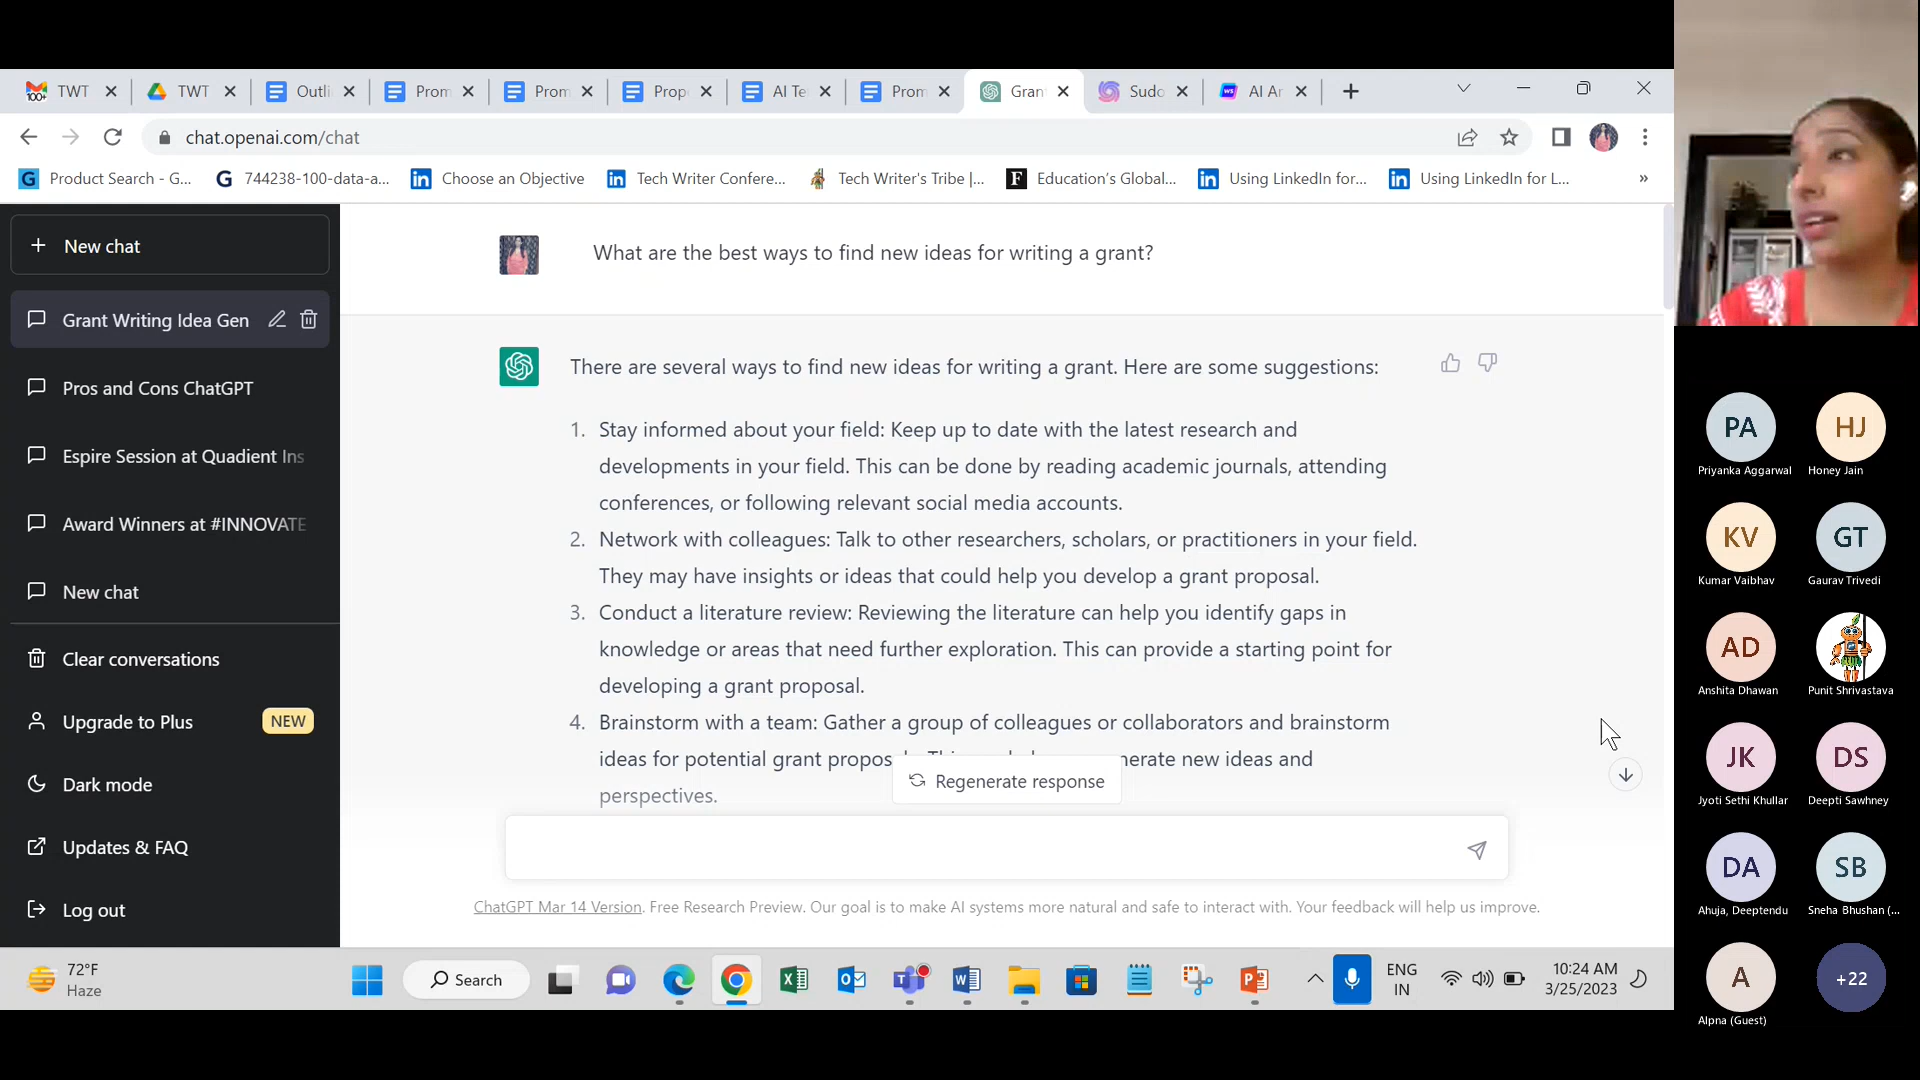 TWT
TWT
Outli
Prom
Prom
Prop
AI Te
Prom
Gran
Sudo
AI Ar
chat.openai.com/chat
Product Search - G...
744238-100-data-a...
Choose an Objective
Tech Writer Confere...
Tech Writer's Tribe |...
Education's Global...
Using LinkedIn for...
Using LinkedIn for L...
»
New chat
Grant Writing Idea Gen
Pros and Cons ChatGPT
Espire Session at Quadient Ins
Award Winners at #INNOVATE
New chat
Clear conversations
Upgrade to Plus NEW
Dark mode
Updates & FAQ
Log out
What are the best ways to find new ideas for writing a grant?
There are several ways to find new ideas for writing a grant. Here are some suggestions:
1. Stay informed about your field: Keep up to date with the latest research and
developments in your field. This can be done by reading academic journals, attending
conferences, or following relevant social media accounts.
2. Network with colleagues: Talk to other researchers, scholars, or practitioners in your field.
They may have insights or ideas that could help you develop a grant proposal.
3. Conduct a literature review: Reviewing the literature can help you identify gaps in
knowledge or areas that need further exploration. This can provide a starting point for
developing a grant proposal.
4. Brainstorm with a team: Gather a group of colleagues or collaborators and brainstorm
ideas for potential grant propos new ideas and
perspectives.
Regenerate response
ChatGPT Mar 14 Version. Free Research Preview. Our goal is to make AI systems more natural and safe to interact with. Your feedback will help us improve.
72°F
Haze
Search
ENG
IN
10:24 AM
3/25/2023
PA
Priyanka Aggarwal
HJ
Honey Jain
KV
Kumar Vaibhav
GT
Gaurav Trivedi
AD
Anshita Dhawan
Punit Shrivastava
JK
Jyoti Sethi Khullar
DS
Deepti Sawhney
DA
Ahuja, Deeptendu
SB
Sneha Bhushan (...
A
Alpna (Guest)
+22